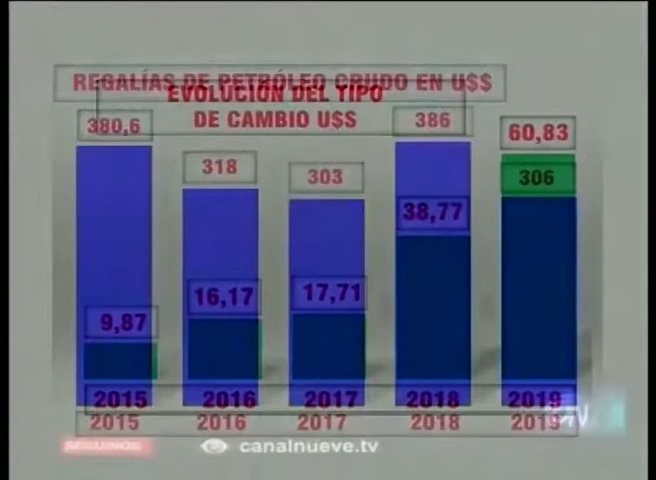 REGALÍAS DE PETRÓLEO CRUDO EN U$$
EVOLUCIÓN DEL TIPO
DE CAMBIO U$S
380,6
318
303
386
60,83
306
38,77
9,87
16,17
17,71
2015 2016 2017 2018 2019
2015 2016 2017 2018 2019
SEGUINOS
canalnueve.tv